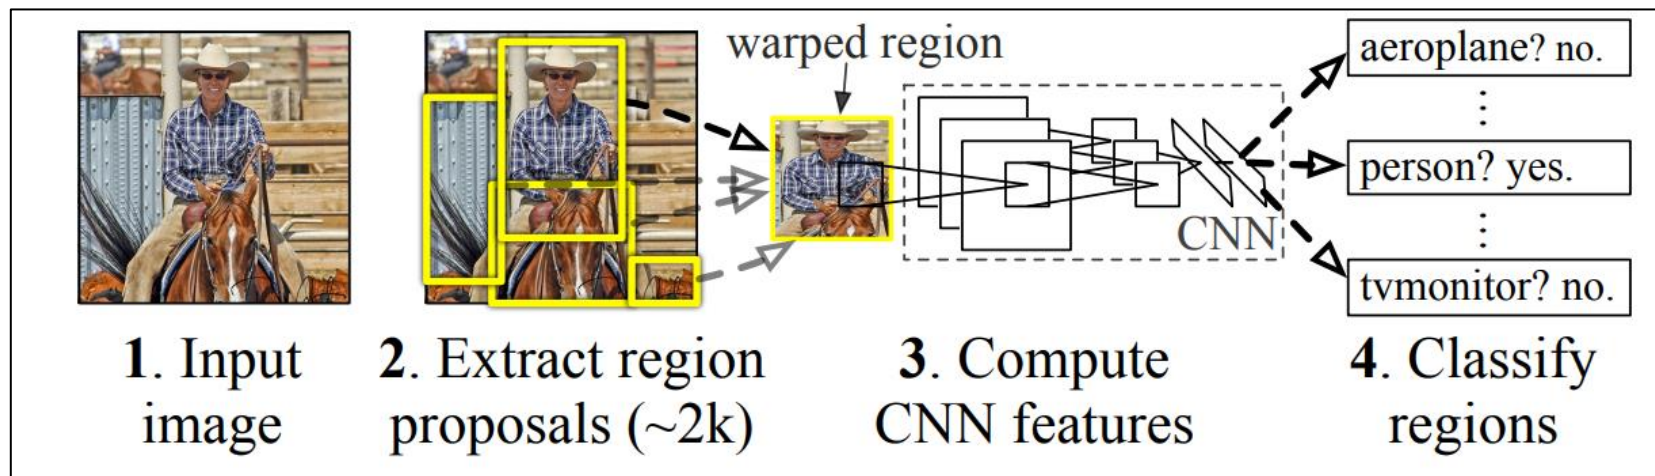 warped region
aeroplane? no.
person? yes.
CNN
tvmonitor? no.
1. Input
image
2. Extract region
proposals (~2k)
3. Compute
CNN features
4. Classify
regions